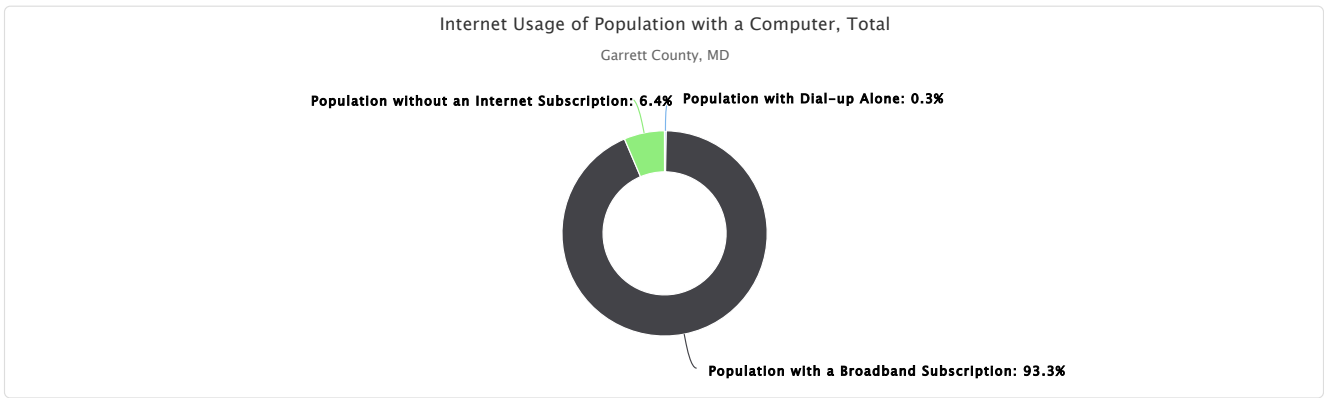 Internet Usage of Population with a Computer, Total
Garrett County, MD
Population without an Internet Subscription: 6.4%
Population with Dial-up Alone: 0.3%
Population with a Broadband Subscription: 93.3%